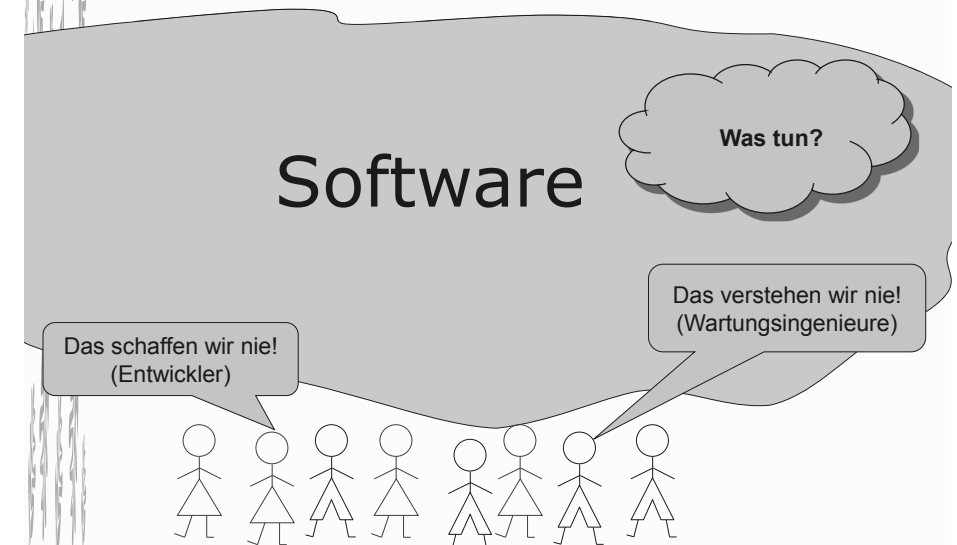 Was tun?
Software
Das verstehen wir nie!
(Wartungsingenieure)
Das schaffen wir nie!
(Entwickler)